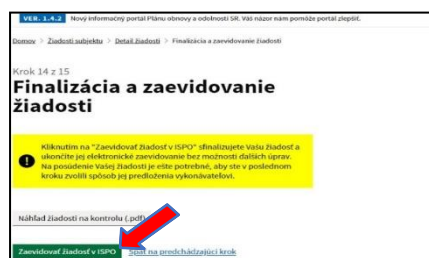 VER. 1.4.2 Nový informačný portál Plánu obnovy a odolnosti SR. Váš názor nám pomôže portál zlepšiť.
Domov > Žiadosti subjektu > Detail žiadosti > Finalizácia a zaevidovanie žiadosti
Krok 14 z 15
Finalizácia a zaevidovanie
žiadosti
Kliknutím na "Zaevidovať žiadosť v ISPO" sfinalizujete Vašu žiadosť a
ukončíte jej elektronické zaevidovanie bez možnosti ďalších úprav.
Na posúdenie Vašej žiadosti je ešte potrebné, aby ste v poslednom
kroku zvolili spôsob jej predloženia vykonávateľovi.
Náhľad žiadosti na kontrolu (.pdf)
Zaevidovať žiadosť v ISPO Späť na predchádzajúci krok